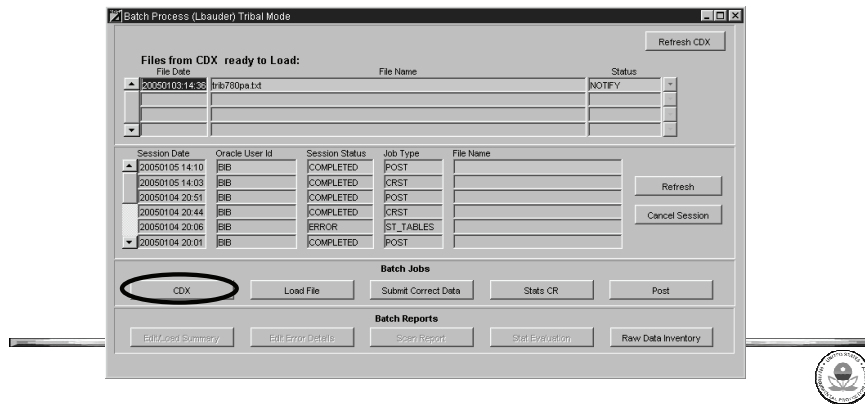 Batch Process (Lbauder) Tribal Mode
Refresh CDX
Files from CDX ready to Load:
File Date File Name Status
20050103:14:36 trib780pa.txt NOTIFY
Session Date Oracle User Id Session Status Job Type File Name
20050105 14:10 BIB COMPLETED POST
20050105 14:03 BIB COMPLETED CRST
20050104 20:51 BIB COMPLETED POST
20050104 20:44 BIB COMPLETED CRST
20050104 20:06 BIB ERROR ST_TABLES
20050104 20:01 BIB COMPLETED POST
Refresh
Cancel Session
Batch Jobs
CDX Load File Submit Correct Data Stats CR Post
Batch Reports
Edit/Load Summary Edit Error Details Scan Report Stat Evaluation Raw Data Inventory